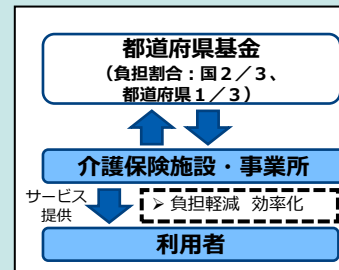 都道府県基金
（負担割合：国２／３、
都道府県１／３）
介護保険施設・事業所
サービス
提供
➢ 負担軽減 効率化
利用者